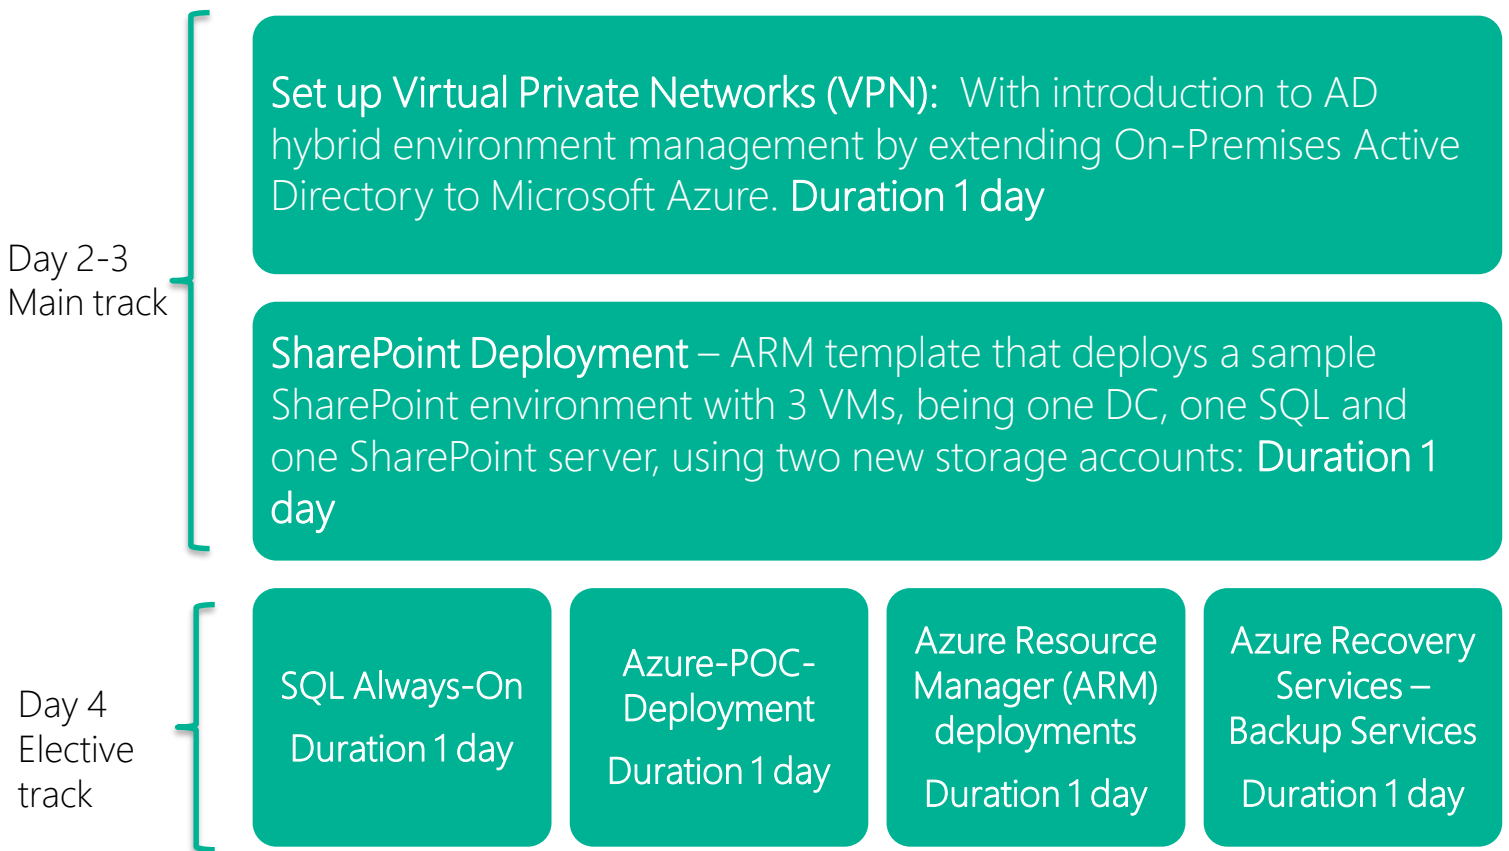 Day 2-3
Main track
Set up Virtual Private Networks (VPN): With introduction to AD
hybrid environment management by extending On-Premises Active
Directory to Microsoft Azure. Duration 1 day
SharePoint Deployment – ARM template that deploys a sample
SharePoint environment with 3 VMs, being one DC, one SQL and
one SharePoint server, using two new storage accounts: Duration 1
day
Day 4
Elective
track
SQL Always-On
Duration 1 day
Azure-POC-
Deployment
Duration 1 day
Azure Resource
Manager (ARM)
deployments
Duration 1 day
Azure Recovery
Services –
Backup Services
Duration 1 day